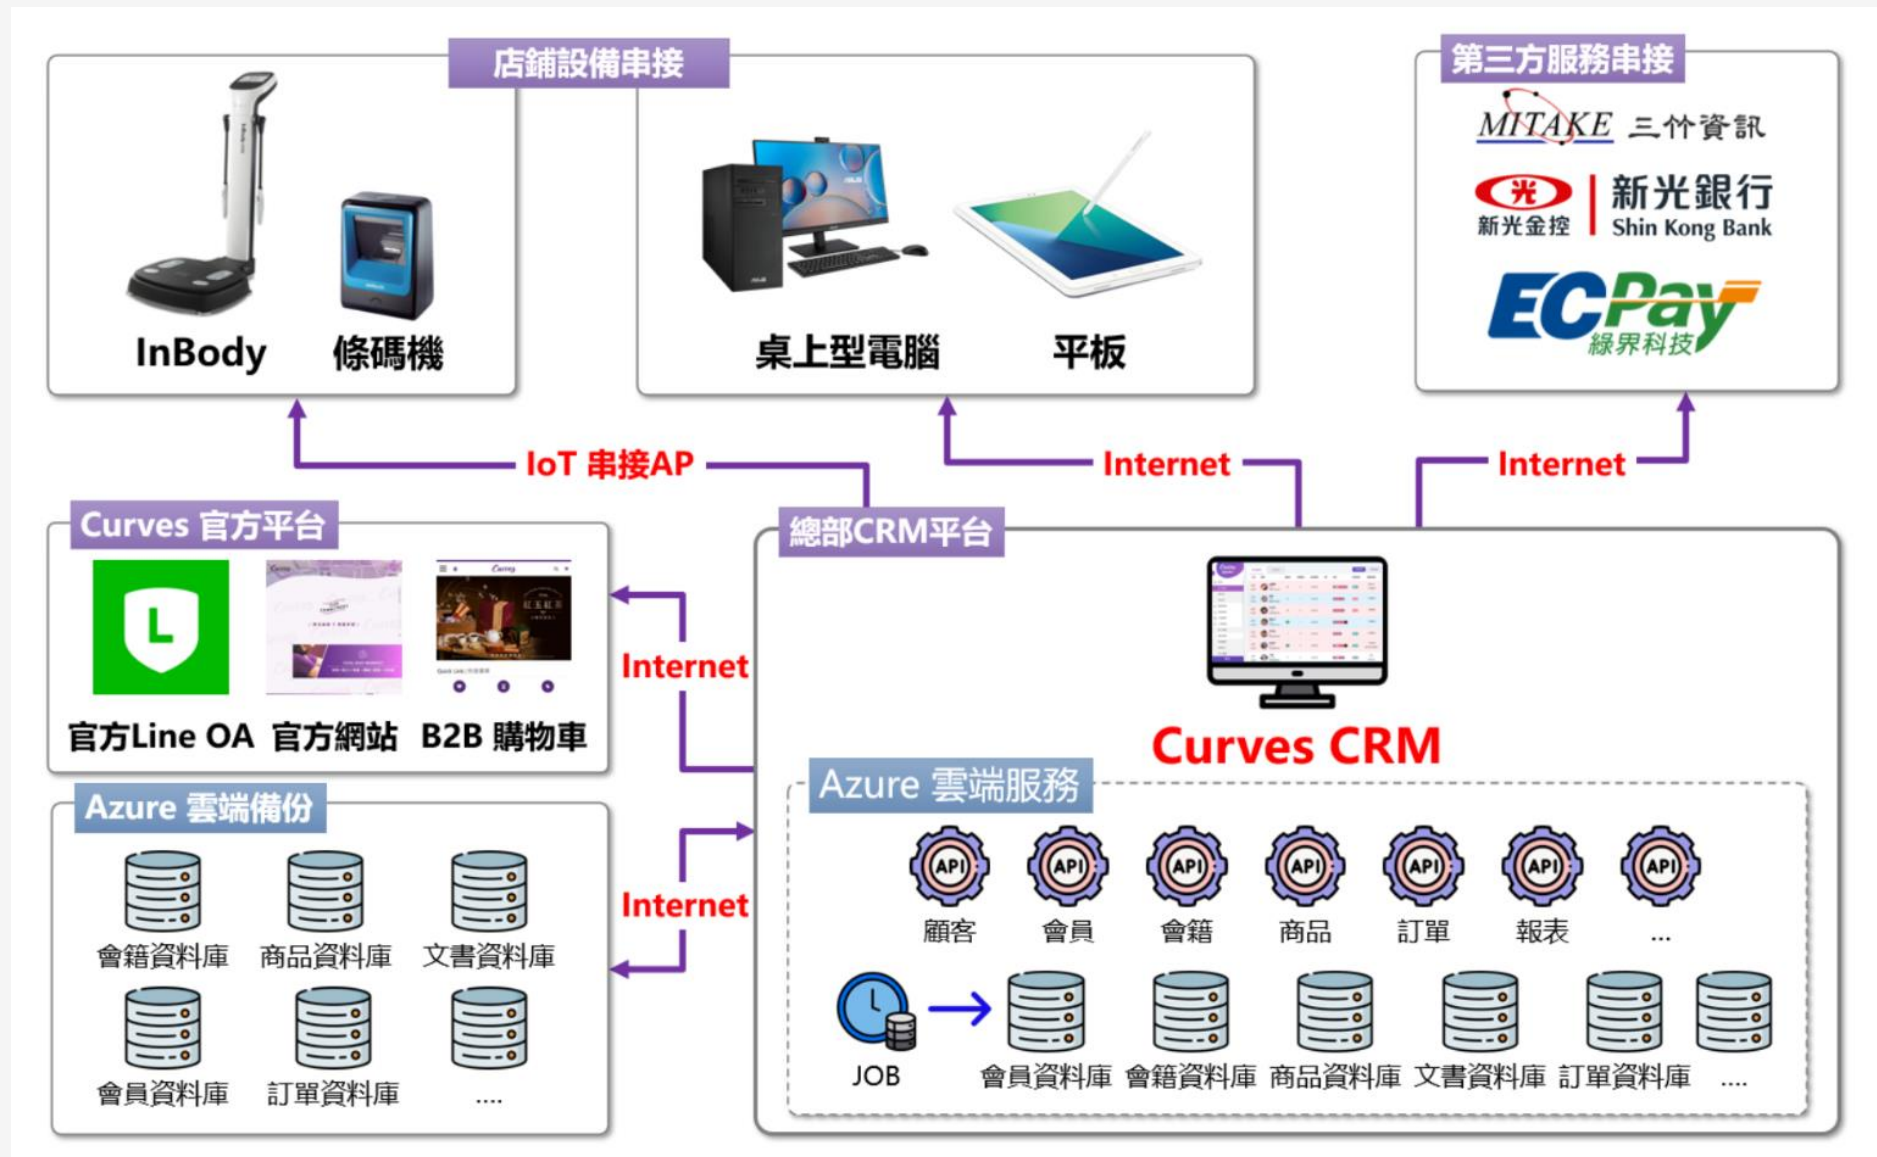 店鋪設備串接
InBody
條碼機
桌上型電腦
平板
第三方服務串接
MITAKE 三竹資訊
新光金控
新光銀行
Shin Kong Bank
ECPay
綠界科技
IoT 串接AP
Internet
Internet
Curves 官方平台
L
官方Line OA
官方網站
B2B 購物車
Internet
Azure 雲端備份
會籍資料庫
商品資料庫
文書資料庫
會員資料庫
訂單資料庫
....
Internet
總部CRM平台
Curves CRM
Azure 雲端服務
API
API
API
API
API
API
API
顧客
會員
會籍
商品
訂單
報表
...
JOB
會員資料庫
會籍資料庫
商品資料庫
文書資料庫
訂單資料庫
....